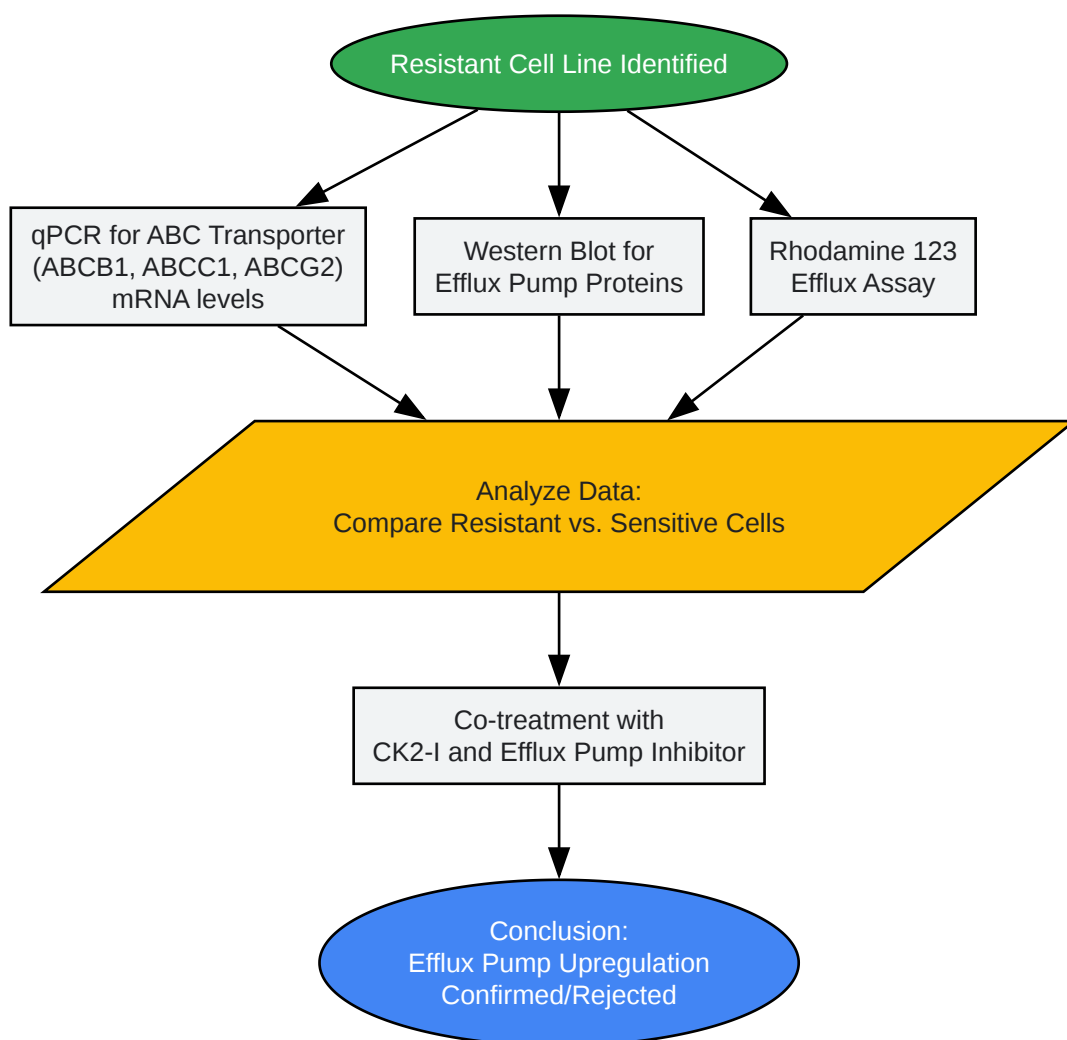 Resistant Cell Line Identified
qPCR for ABC Transporter
(ABCB1, ABCC1, ABCG2)
mRNA levels
Western Blot for
Efflux Pump Proteins
Rhodamine 123
Efflux Assay
Analyze Data:
Compare Resistant vs. Sensitive Cells
Co-treatment with
CK2-I and Efflux Pump Inhibitor
Conclusion:
Efflux Pump Upregulation
Confirmed/Rejected